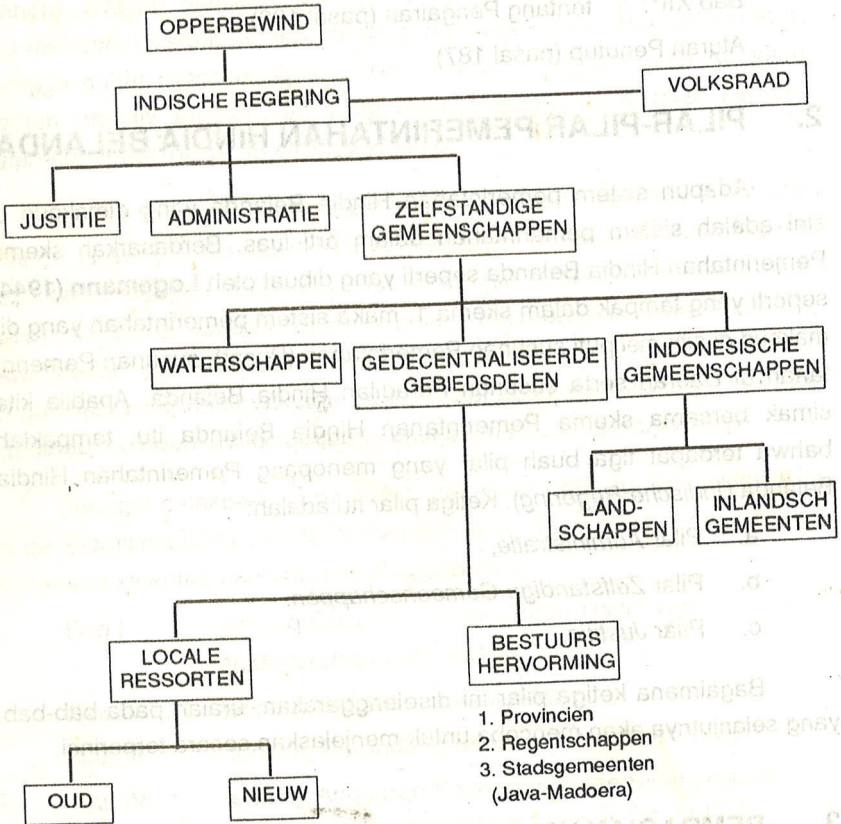 OPPERBEWIND
INDISCHE REGERING
VOLKSRAAD
JUSTITIE
ADMINISTRATIE
ZELFSTANDIGE
GEMEENSCHAPPEN
WATERSCHAPPEN
GEDECENTRALISEERDE
GEBIEDSDELEN
INDONESISCHE
GEMEENSCHAPPEN
LAND-
SCHAPPEN
INLANDSCH
GEMEENTEN
LOCALE
RESSORTEN
BESTUURS
HERVORMING
1. Provincien
2. Regentschappen
3. Stadsgemeenten
(Java-Madoera)
OUD
NIEUW